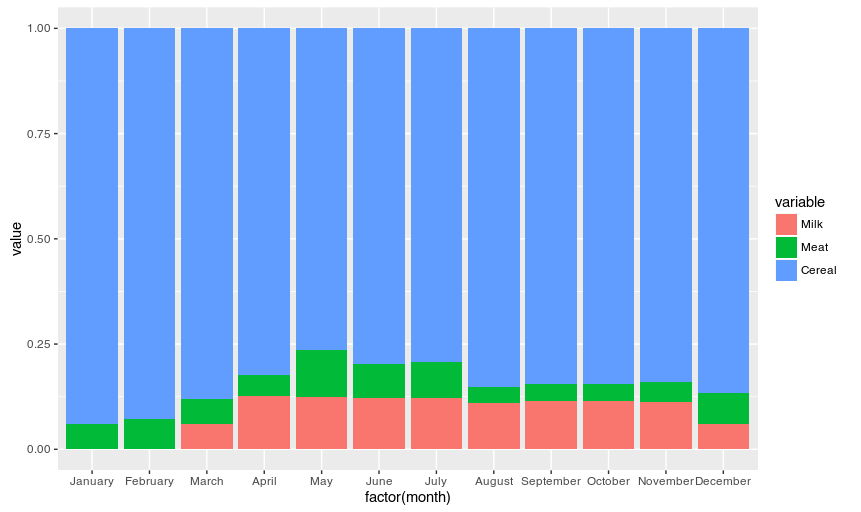 1.00
0.75
0.50
0.25
0.00
value
January February March April May June July August September October November December
factor(month)
variable
Milk
Meat
Cereal